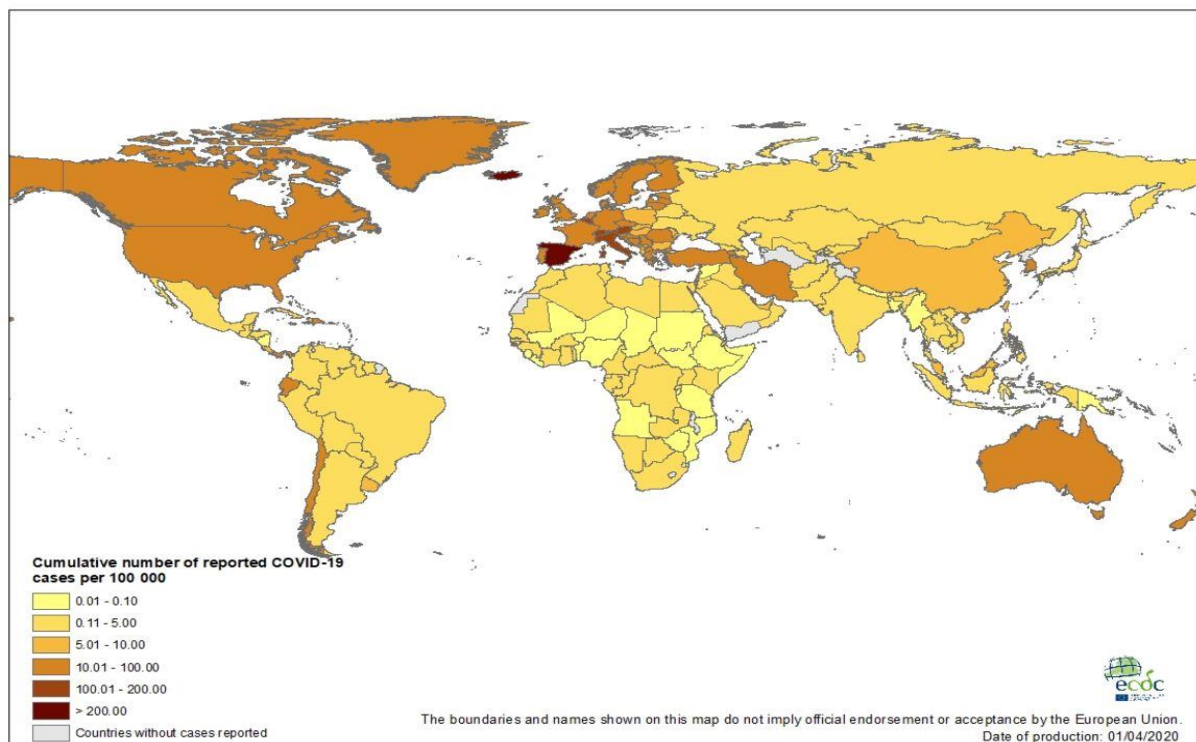 Cumulative number of reported COVID-19
cases per 100 000
0.01 - 0.10
0.11 - 5.00
5.01 - 10.00
10.01 - 100.00
100.01 - 200.00
> 200.00
Countries without cases reported
ecdc
The boundaries and names shown on this map do not imply official endorsement or acceptance by the European Union.
Date of production: 01/04/2020